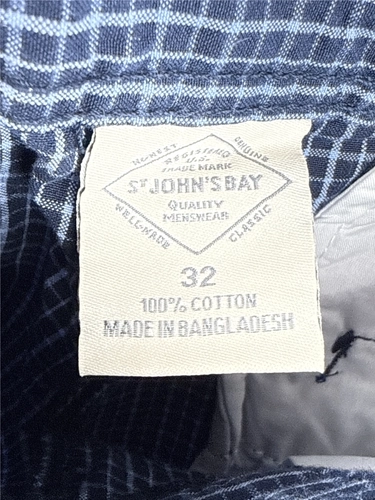 HONEST GENUINE
REGISTERED
U.S.
TRADE MARK
ST JOHN'S BAY
QUALITY
MENSWEAR
WELL-MADE CLASSIC
32
100% COTTON
MADE IN BANGLADESH